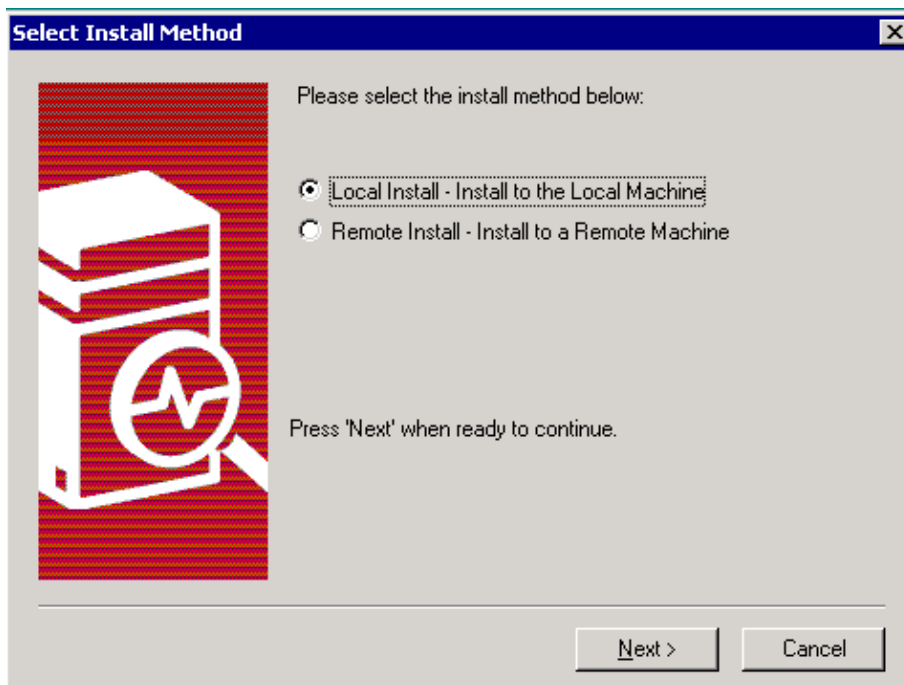 Select Install Method
Please select the install method below:
Local Install - Install to the Local Machine
Remote Install - Install to a Remote Machine
Press 'Next' when ready to continue.
Next >
Cancel